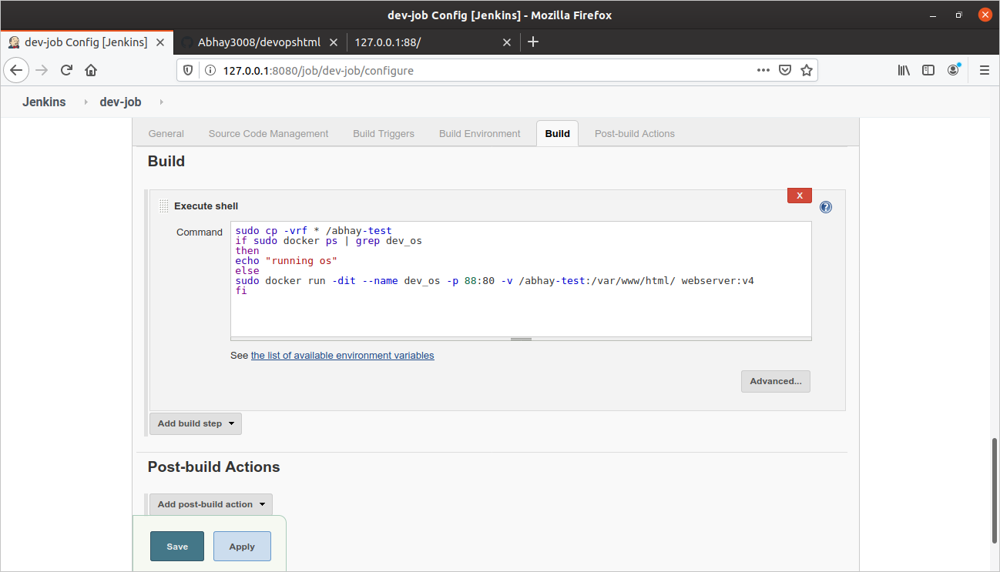 dev-job Config [Jenkins] - Mozilla Firefox
dev-job Config [Jenkins]
Abhay3008/devopshtml
127.0.0.1:88/
127.0.0.1:8080/job/dev-job/configure
Jenkins
dev-job
General
Source Code Management
Build Triggers
Build Environment
Build
Post-build Actions
Build
X
Execute shell
?
Command
sudo cp -vrf * /abhay-test
if sudo docker ps | grep dev_os
then
echo "running os"
else
sudo docker run -dit --name dev_os -p 88:80 -v /abhay-test:/var/www/html/ webserver:v4
fi
See the list of available environment variables
Advanced...
Add build step
Post-build Actions
Add post-build action
Save
Apply